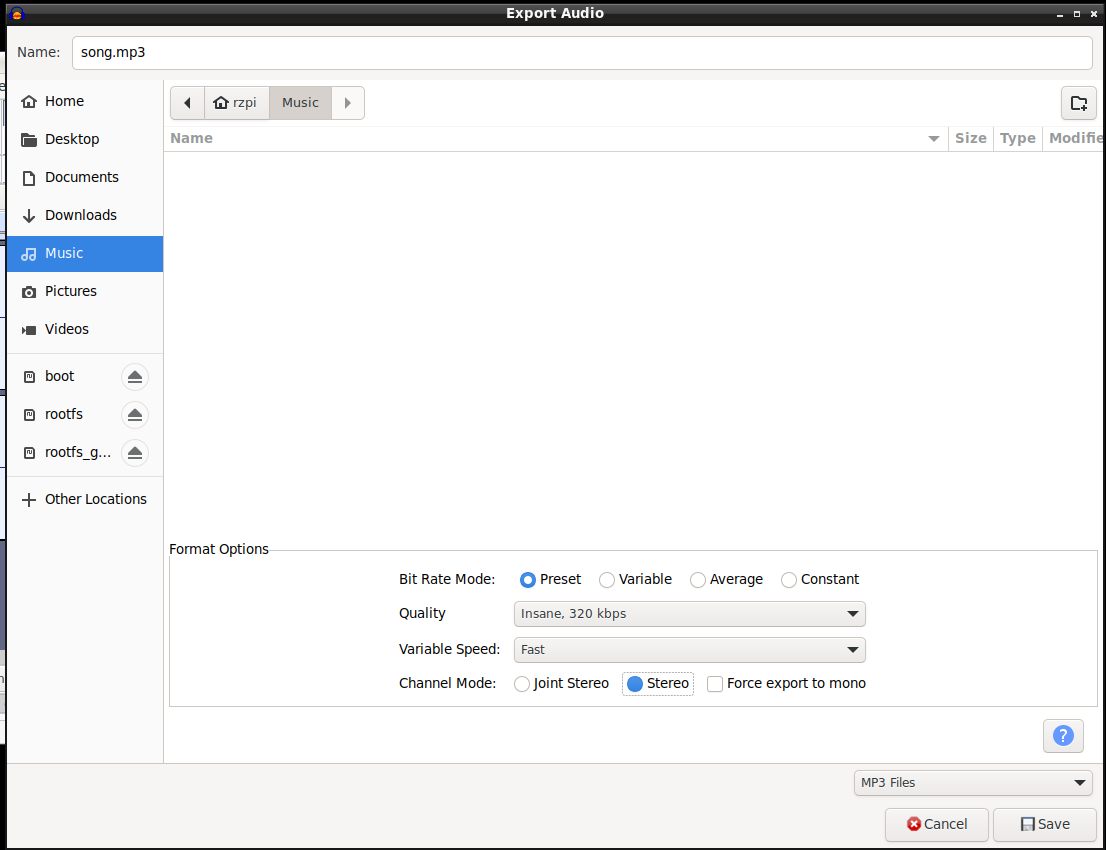 Export Audio
Name: song.mp3
Home
Desktop
Documents
Downloads
Music
Pictures
Videos
boot
rootfs
rootfs_g...
Other Locations
rzpi Music
Name Size Type Modifie
Format Options
Bit Rate Mode: Preset Variable Average Constant
Quality Insane, 320 kbps
Variable Speed: Fast
Channel Mode: Joint Stereo Stereo Force export to mono
?
MP3 Files
Cancel Save